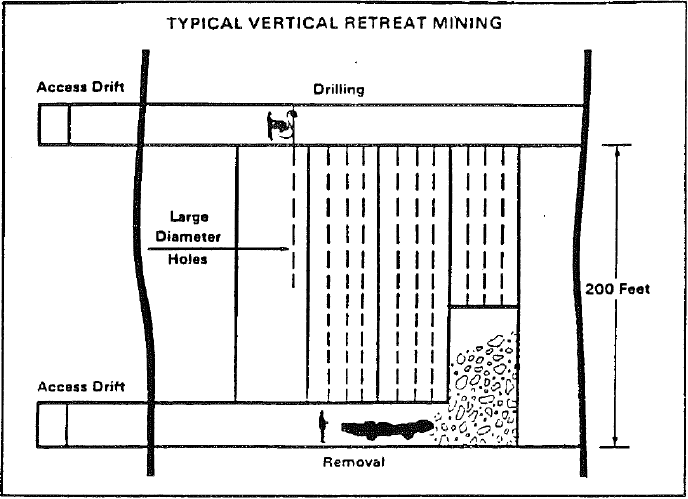 TYPICAL VERTICAL RETREAT MINING
Access Drift
Drilling
Large
Diameter
Holes
200 Feet
Access Drift
Removal